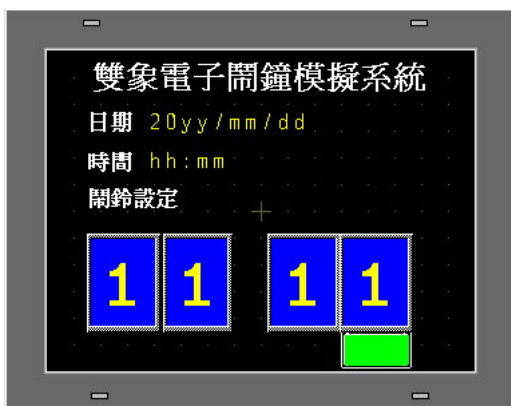 雙象電子鬧鐘模擬系統
日期 20yy/mm/dd
時間 hh:mm
鬧鈴設定
1 1 1 1